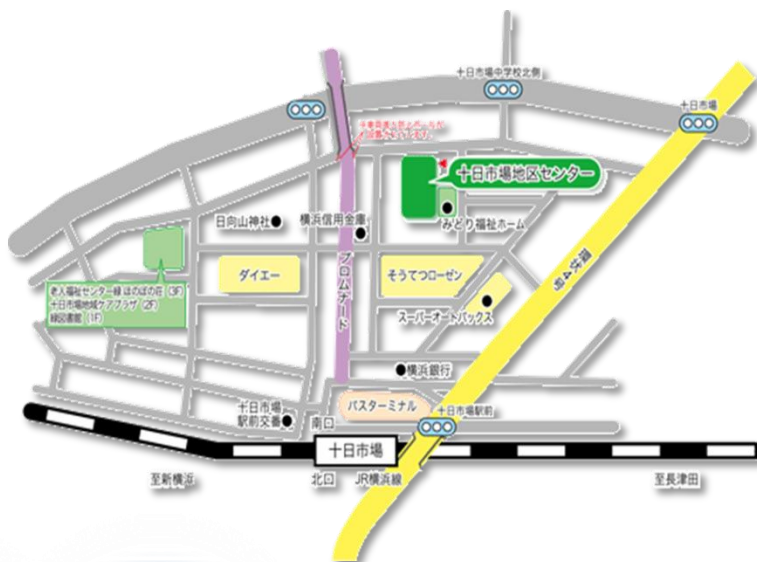 十日市場中学校北側
十日市場
十日市場地区センター
日向山神社
横浜信用金庫
みどり福祉ホーム
ダイエー
プロムナード
そうてつローゼン
環状4号
老人福祉センター緑 ほのぼの荘 (3F)
十日市場地域ケアプラザ (2F)
緑図書館 (1F)
スーパーオートバックス
横浜銀行
十日市場
駅前交番
南口
バスターミナル
十日市場駅前
十日市場
至新横浜
北口
JR横浜線
至長津田